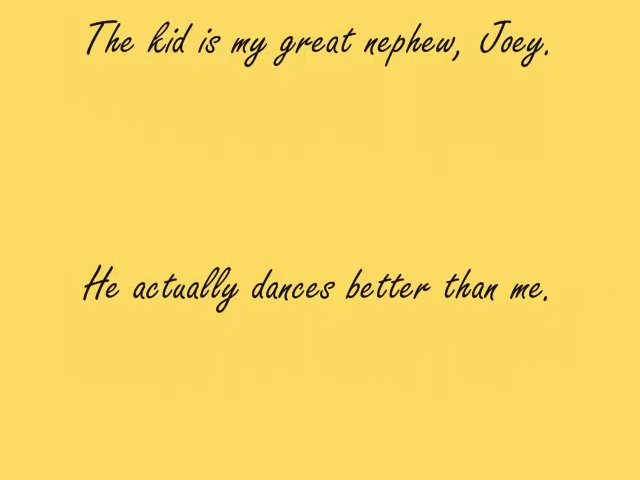 The kid is my great nephew, Joey.
He actually dances better than me.